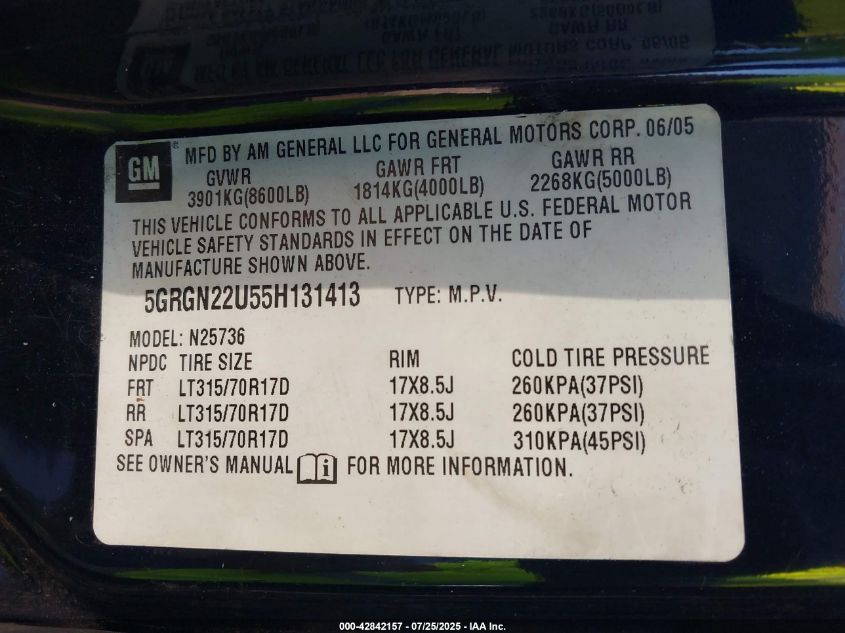 GM ® MFD BY AM GENERAL LLC FOR GENERAL MOTORS CORP. 06/05
GVWR GAWR FRT GAWR RR
3901KG(8600LB) 1814KG(4000LB) 2268KG(5000LB)
THIS VEHICLE CONFORMS TO ALL APPLICABLE U.S. FEDERAL MOTOR
VEHICLE SAFETY STANDARDS IN EFFECT ON THE DATE OF
MANUFACTURE SHOWN ABOVE.
5GRGN22U55H131413 TYPE: M.P.V.
MODEL: N25736
NPDC TIRE SIZE RIM COLD TIRE PRESSURE
FRT LT315/70R17D 17X8.5J 260KPA(37PSI)
RR LT315/70R17D 17X8.5J 260KPA(37PSI)
SPA LT315/70R17D 17X8.5J 310KPA(45PSI)
SEE OWNER'S MANUAL i FOR MORE INFORMATION.
000-42842157 - 07/25/2025 - IAA Inc.